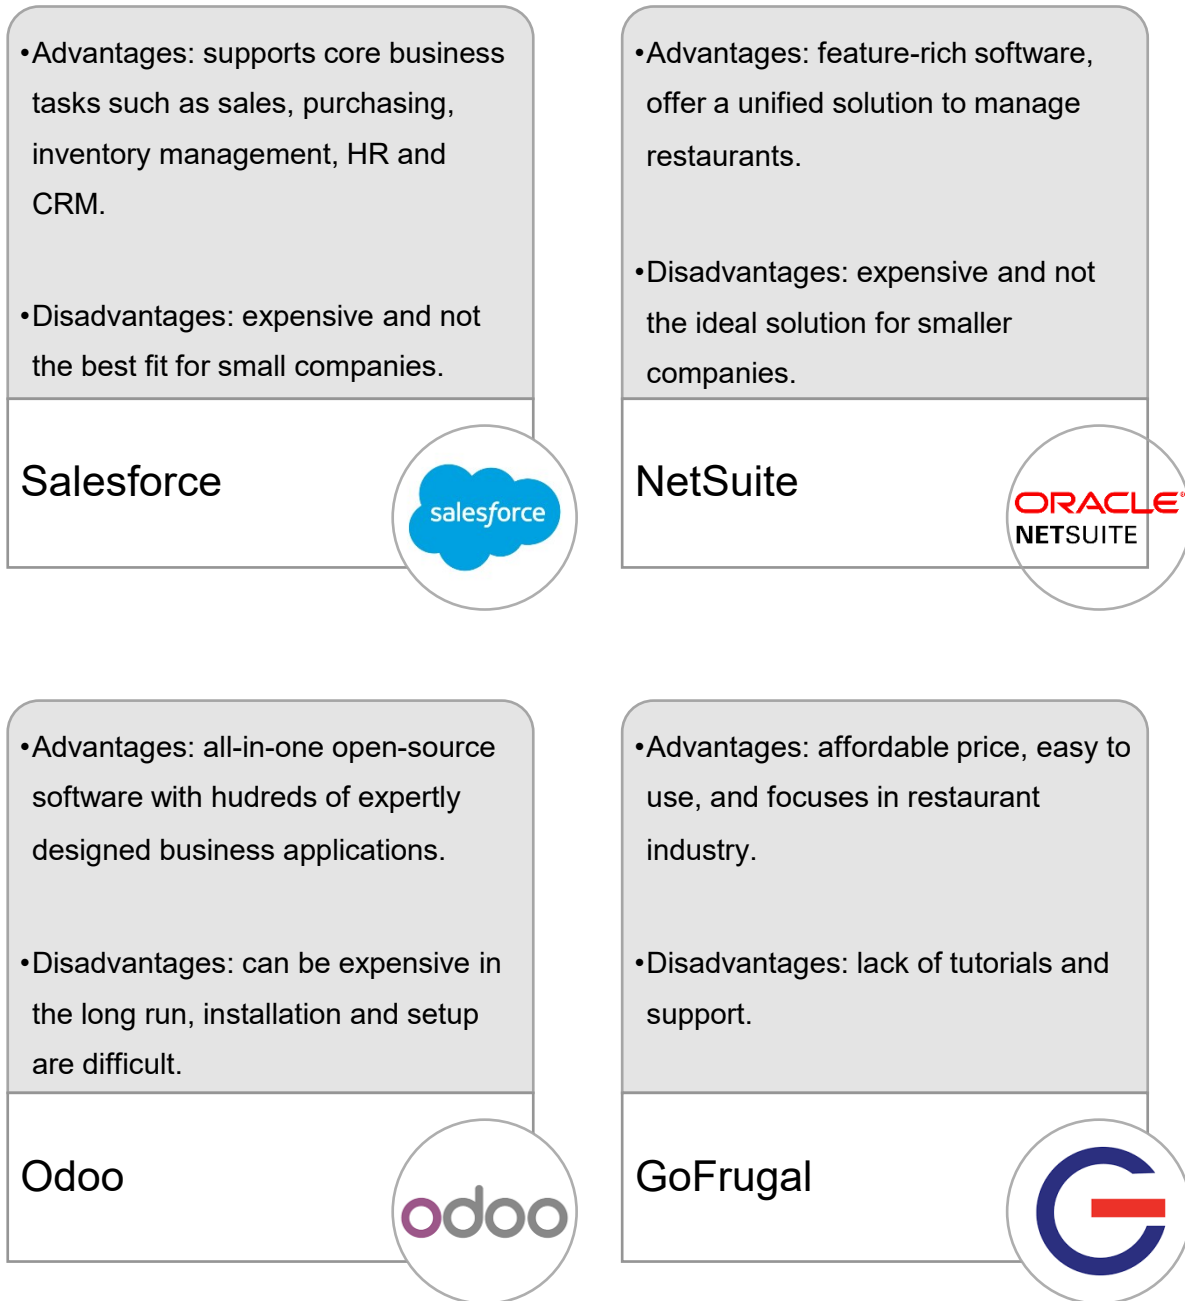 •Advantages: supports core business
tasks such as sales, purchasing,
inventory management, HR and
CRM.
•Disadvantages: expensive and not
the best fit for small companies.
Salesforce
salesforce
•Advantages: feature-rich software,
offer a unified solution to manage
restaurants.
•Disadvantages: expensive and not
the ideal solution for smaller
companies.
NetSuite
ORACLE®
NETSUITE
•Advantages: all-in-one open-source
software with hudreds of expertly
designed business applications.
•Disadvantages: can be expensive in
the long run, installation and setup
are difficult.
Odoo
odoo
•Advantages: affordable price, easy to
use, and focuses in restaurant
industry.
•Disadvantages: lack of tutorials and
support.
GoFrugal